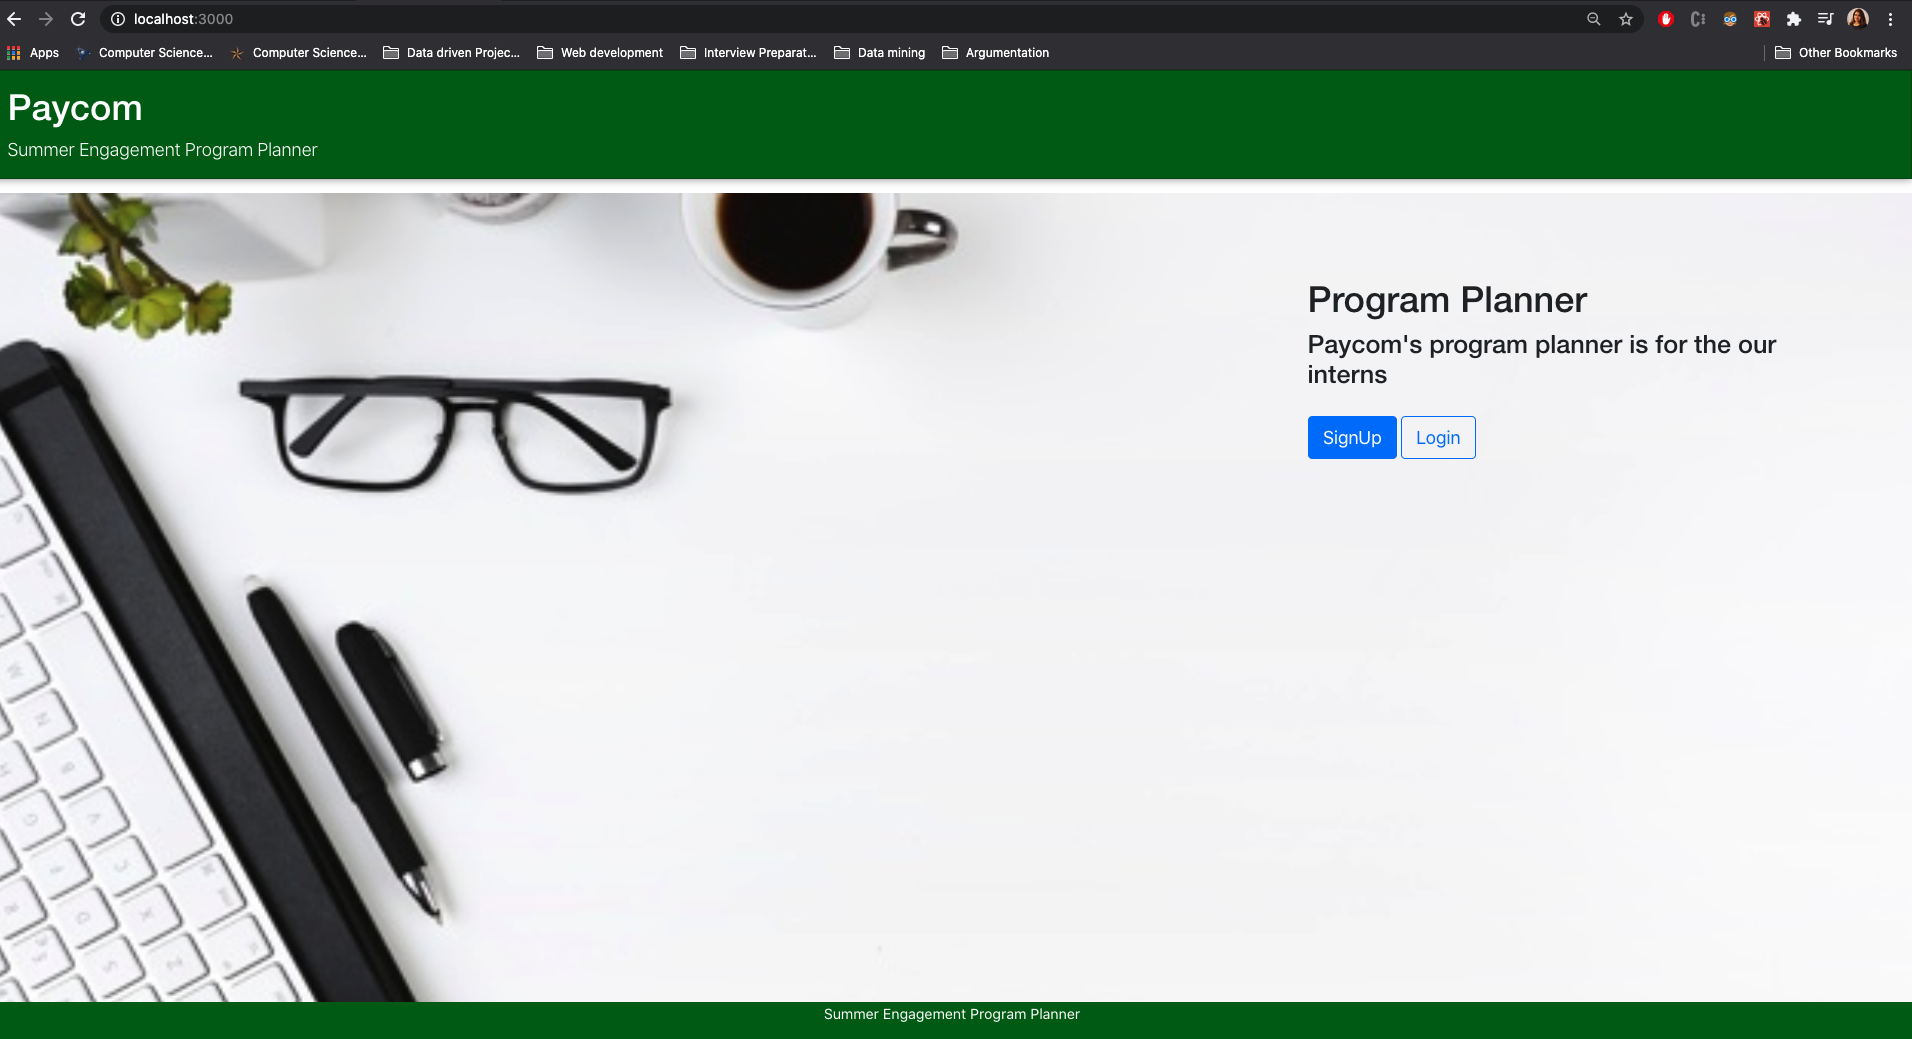 localhost:3000
Apps Computer Science... Computer Science... Data driven Projec... Web development Interview Preparat... Data mining Argumentation Other Bookmarks
Paycom
Summer Engagement Program Planner
Program Planner
Paycom's program planner is for the our
interns
SignUp Login
Summer Engagement Program Planner